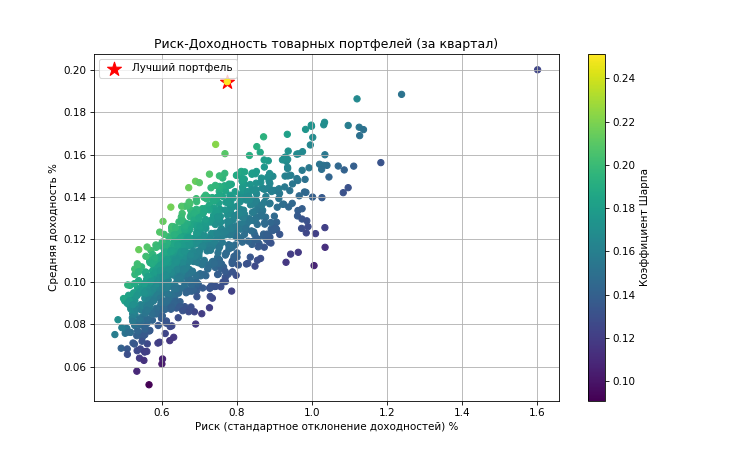 Риск-Доходность товарных портфелей (за квартал)
Лучший портфель
Средняя доходность %
0.20
0.18
0.16
0.14
0.12
0.10
0.08
0.06
0.6 0.8 1.0 1.2 1.4 1.6
Риск (стандартное отклонение доходностей) %
0.24
0.22
0.20
0.18
0.16
0.14
0.12
0.10
Коэффициент Шарпа